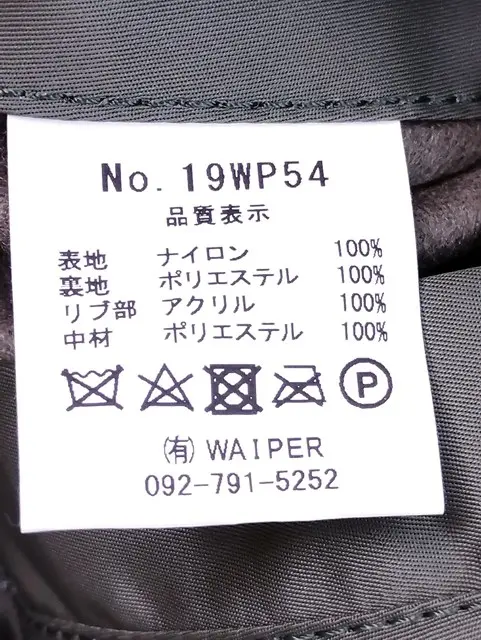 No. 19WP54
品質表示
表地 ナイロン 100%
裏地 ポリエステル 100%
リブ部 アクリル 100%
中材 ポリエステル 100%
P
㈲ WAIPER
092-791-5252